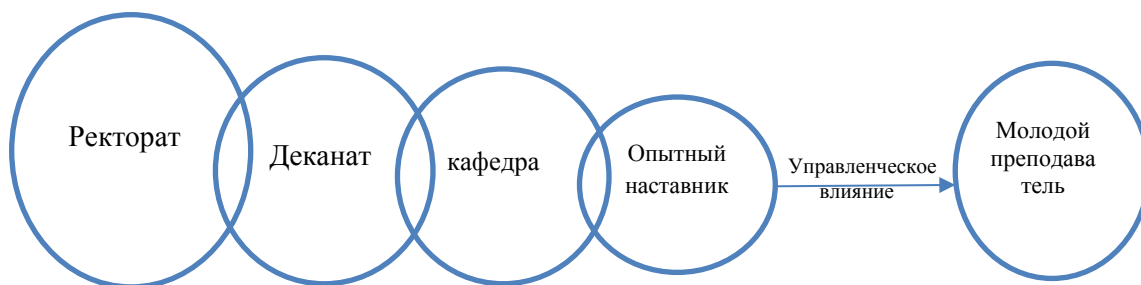 Ректорат
Деканат
кафедра
Опытный
наставник
Управленческое
влияние
Молодой
преподава
тель